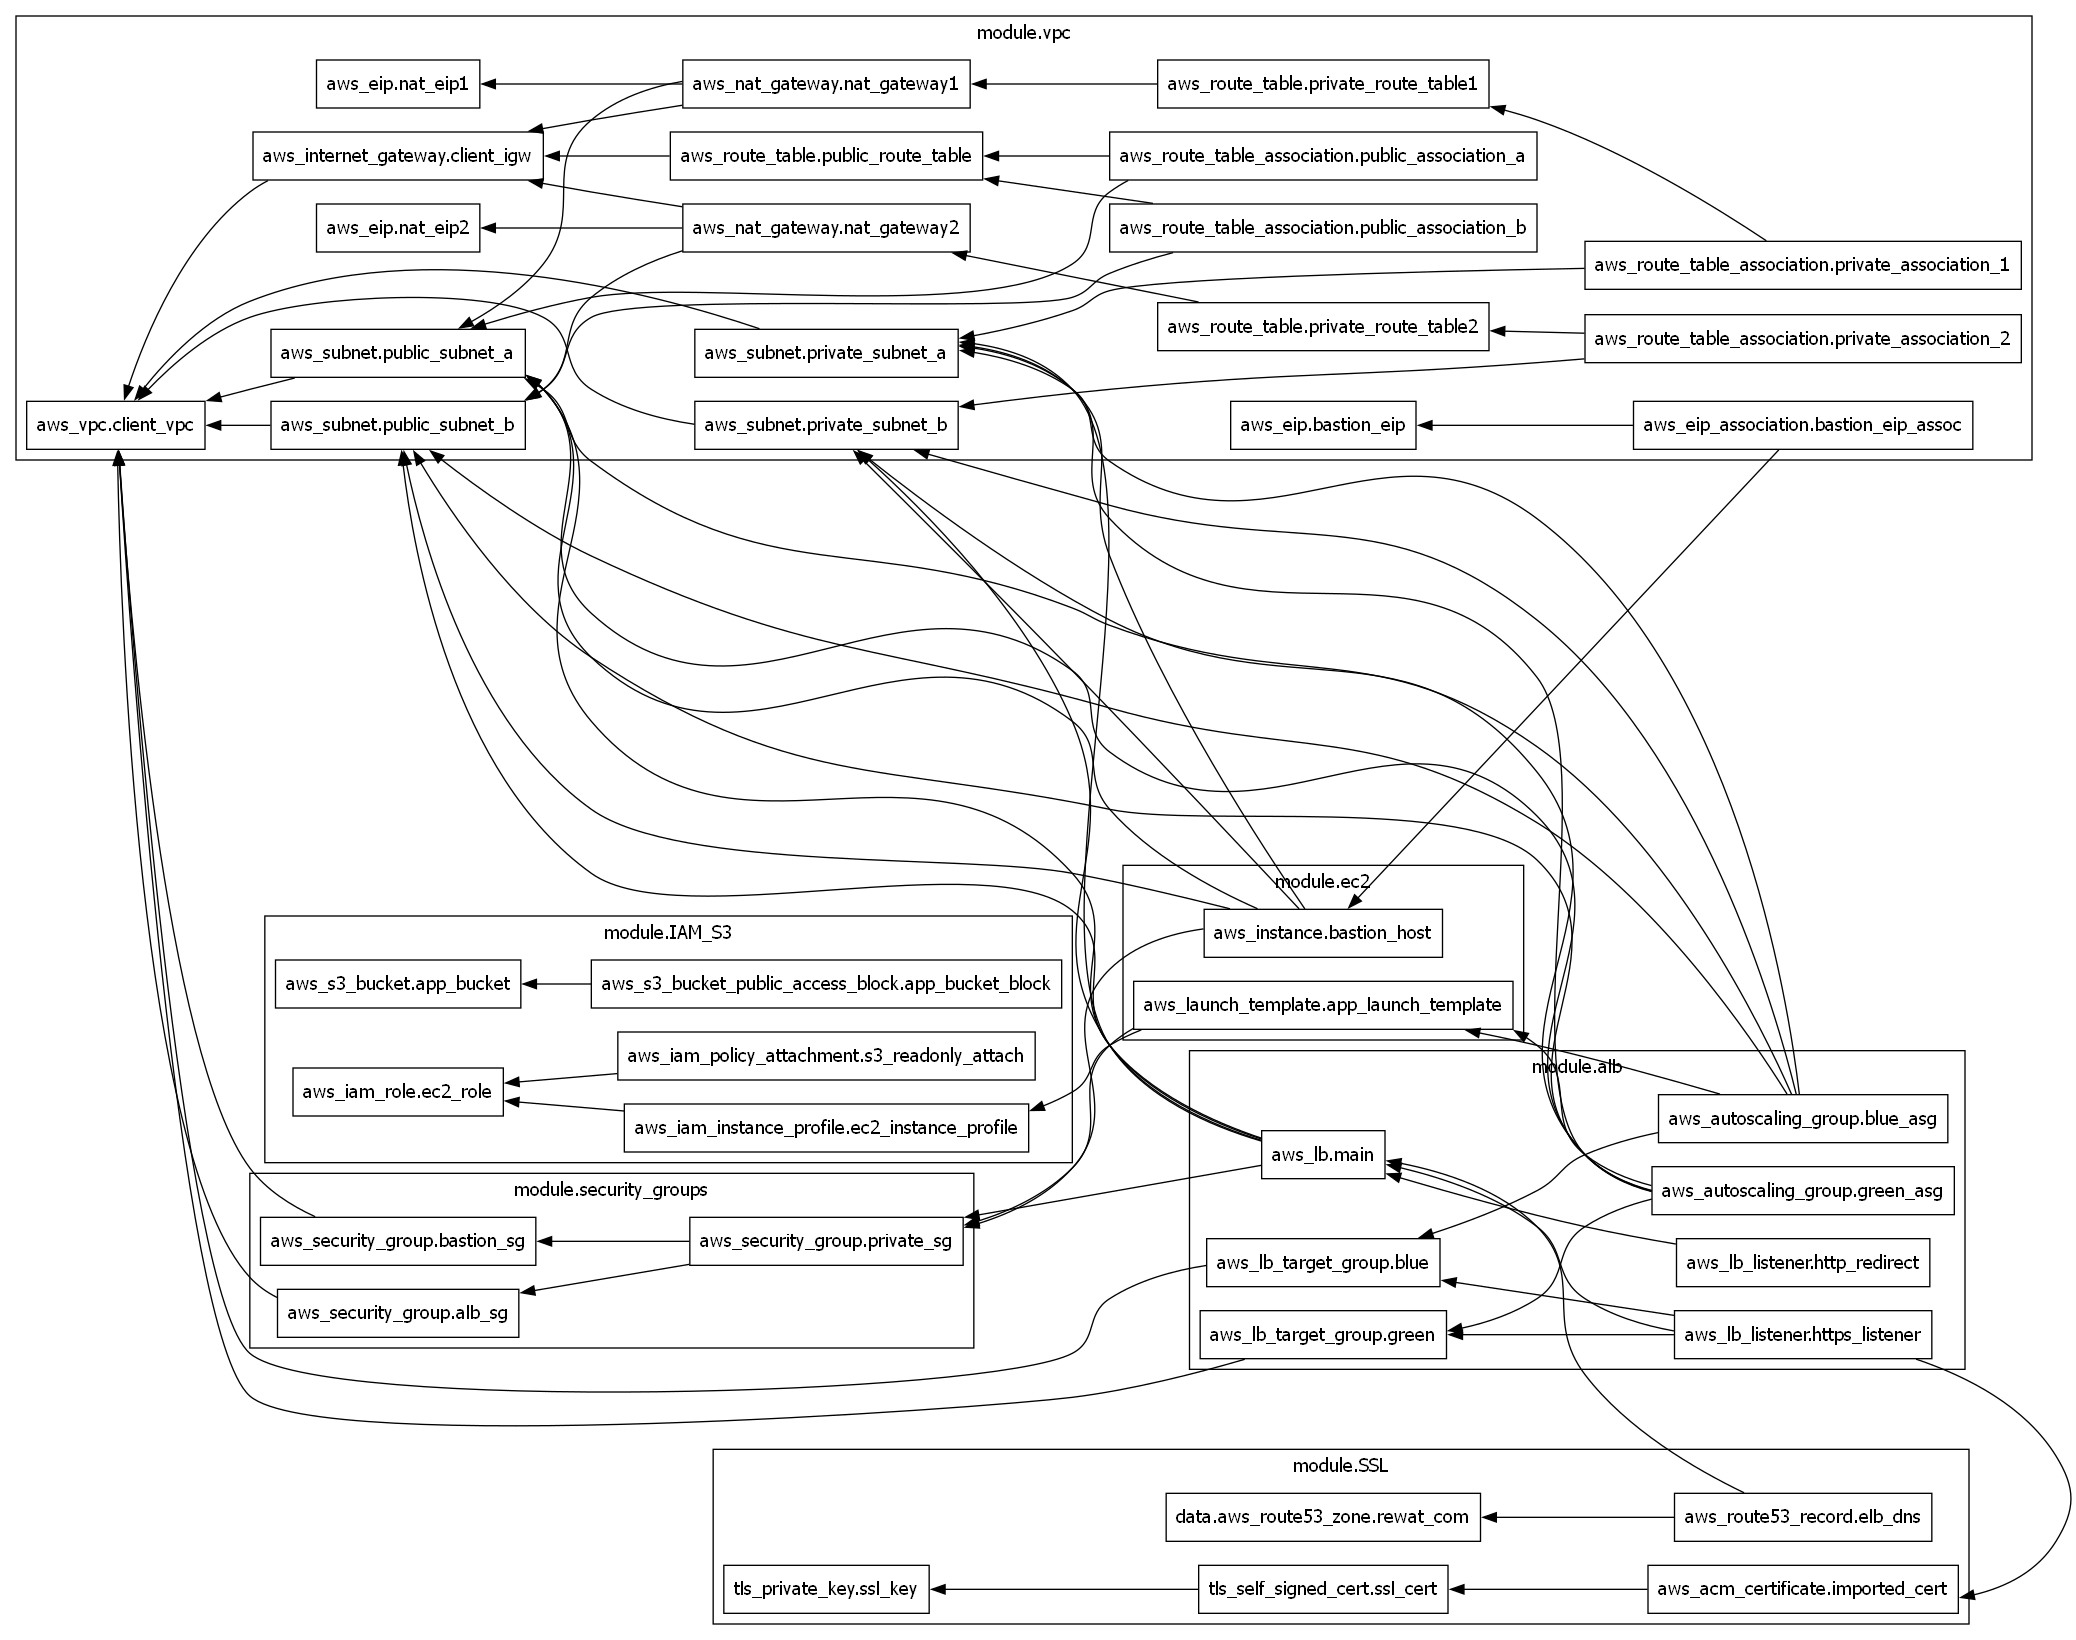 module.vpc
aws_eip.nat_eip1
aws_nat_gateway.nat_gateway1
aws_route_table.private_route_table1
aws_internet_gateway.client_igw
aws_route_table.public_route_table
aws_route_table_association.public_association_a
aws_eip.nat_eip2
aws_nat_gateway.nat_gateway2
aws_route_table_association.public_association_b
aws_route_table_association.private_association_1
aws_route_table.private_route_table2
aws_route_table_association.private_association_2
aws_subnet.public_subnet_a
aws_subnet.private_subnet_a
aws_vpc.client_vpc
aws_subnet.public_subnet_b
aws_subnet.private_subnet_b
aws_eip.bastion_eip
aws_eip_association.bastion_eip_assoc
module.ec2
aws_instance.bastion_host
aws_launch_template.app_launch_template
module.IAM_S3
aws_s3_bucket.app_bucket
aws_s3_bucket_public_access_block.app_bucket_block
aws_iam_policy_attachment.s3_readonly_attach
aws_iam_role.ec2_role
aws_iam_instance_profile.ec2_instance_profile
module.alb
aws_autoscaling_group.blue_asg
aws_lb.main
aws_autoscaling_group.green_asg
aws_lb_target_group.blue
aws_lb_listener.http_redirect
aws_lb_target_group.green
aws_lb_listener.https_listener
module.security_groups
aws_security_group.bastion_sg
aws_security_group.private_sg
aws_security_group.alb_sg
module.SSL
data.aws_route53_zone.rewat_com
aws_route53_record.elb_dns
tls_private_key.ssl_key
tls_self_signed_cert.ssl_cert
aws_acm_certificate.imported_cert